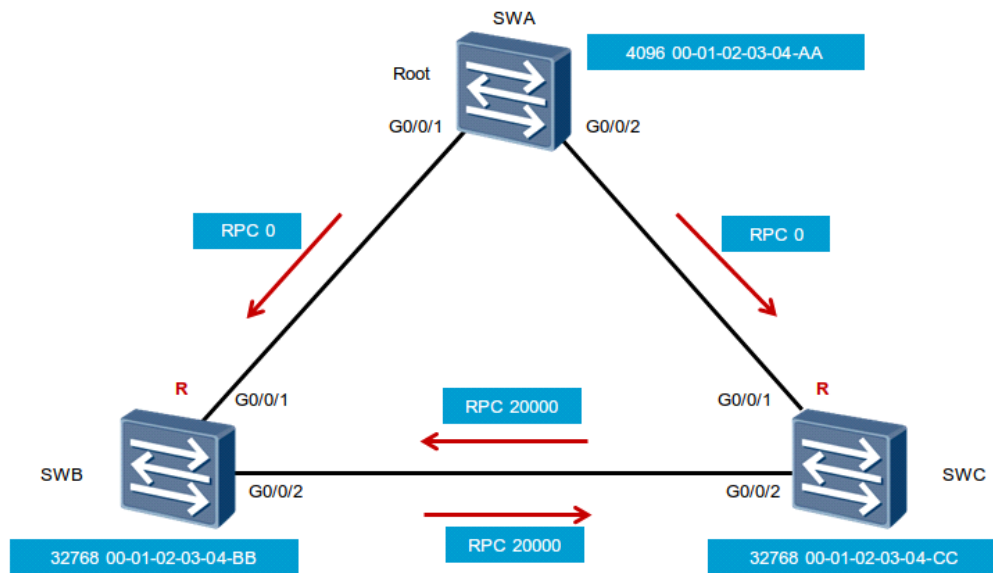 SWA
4096 00-01-02-03-04-AA
Root
G0/0/1
G0/0/2
RPC 0
RPC 0
R
R
G0/0/1
G0/0/1
RPC 20000
SWB
SWC
G0/0/2
G0/0/2
RPC 20000
32768 00-01-02-03-04-BB
32768 00-01-02-03-04-CC